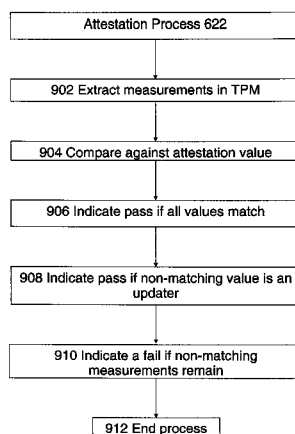 Attestation Process 622
902 Extract measurements in TPM
904 Compare against attestation value
906 Indicate pass if all values match
908 Indicate pass if non-matching value is an
updater
910 Indicate a fail if non-matching
measurements remain
912 End process